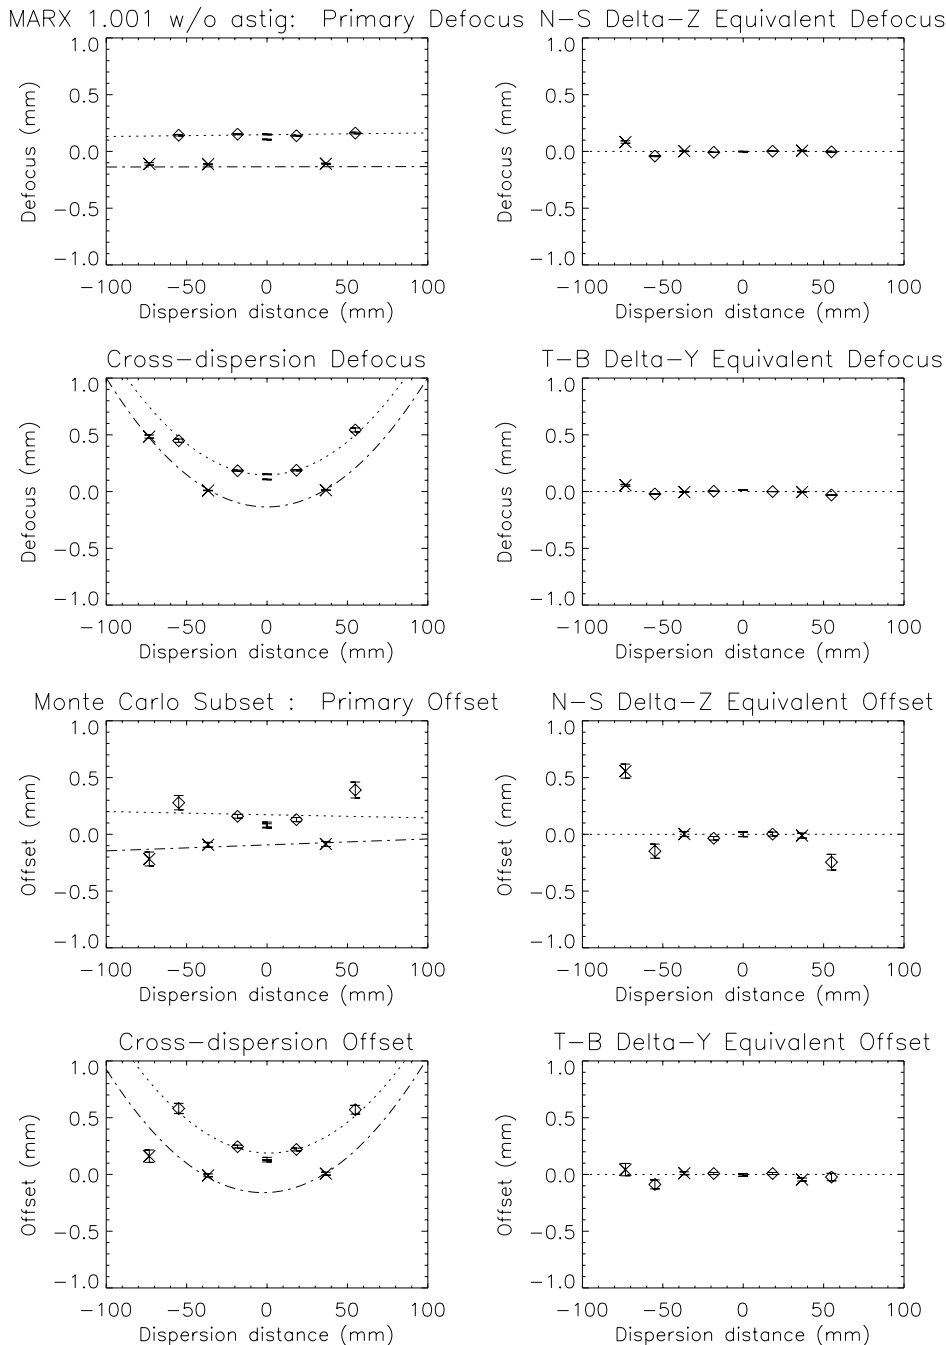 MARX 1.001 w/o astig:  Primary Defocus
1.0
0.5
0.0
−0.5
−1.0
Defocus (mm)
−100 −50 0 50 100
Dispersion distance (mm)
N−S Delta−Z Equivalent Defocus
1.0
0.5
0.0
−0.5
−1.0
Defocus (mm)
−100 −50 0 50 100
Dispersion distance (mm)
Cross−dispersion Defocus
1.0
0.5
0.0
−0.5
−1.0
Defocus (mm)
−100 −50 0 50 100
Dispersion distance (mm)
T−B Delta−Y Equivalent Defocus
1.0
0.5
0.0
−0.5
−1.0
Defocus (mm)
−100 −50 0 50 100
Dispersion distance (mm)
Monte Carlo Subset :  Primary Offset
1.0
0.5
0.0
−0.5
−1.0
Offset (mm)
−100 −50 0 50 100
Dispersion distance (mm)
N−S Delta−Z Equivalent Offset
1.0
0.5
0.0
−0.5
−1.0
Offset (mm)
−100 −50 0 50 100
Dispersion distance (mm)
Cross−dispersion Offset
1.0
0.5
0.0
−0.5
−1.0
Offset (mm)
−100 −50 0 50 100
Dispersion distance (mm)
T−B Delta−Y Equivalent Offset
1.0
0.5
0.0
−0.5
−1.0
Offset (mm)
−100 −50 0 50 100
Dispersion distance (mm)